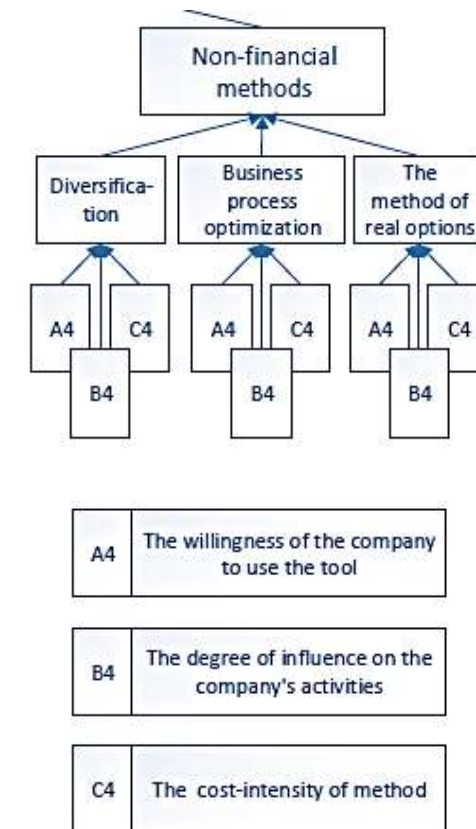 Non-financial
methods
Diversifica-
tion
Business
process
optimization
The
method of
real options
A4
C4
B4
A4
C4
B4
A4
C4
B4
A4
The willingness of the company
to use the tool
B4
The degree of influence on the
company's activities
C4
The cost-intensity of method